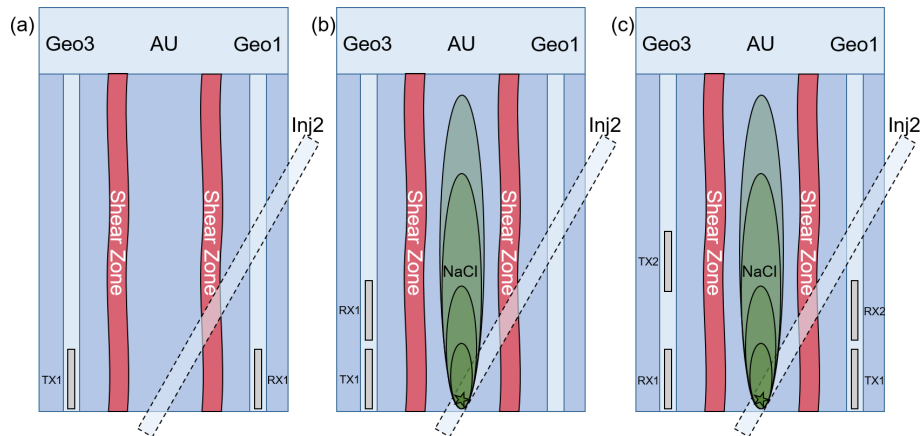 (a)
Geo3 AU Geo1
Inj2
Shear Zone
Shear Zone
TX1
RX1
(b)
Geo3 AU Geo1
Inj2
Shear Zone
Shear Zone
NaCl
RX1
TX1
(c)
Geo3 AU Geo1
Inj2
Shear Zone
Shear Zone
TX2
NaCl
RX2
RX1
TX1